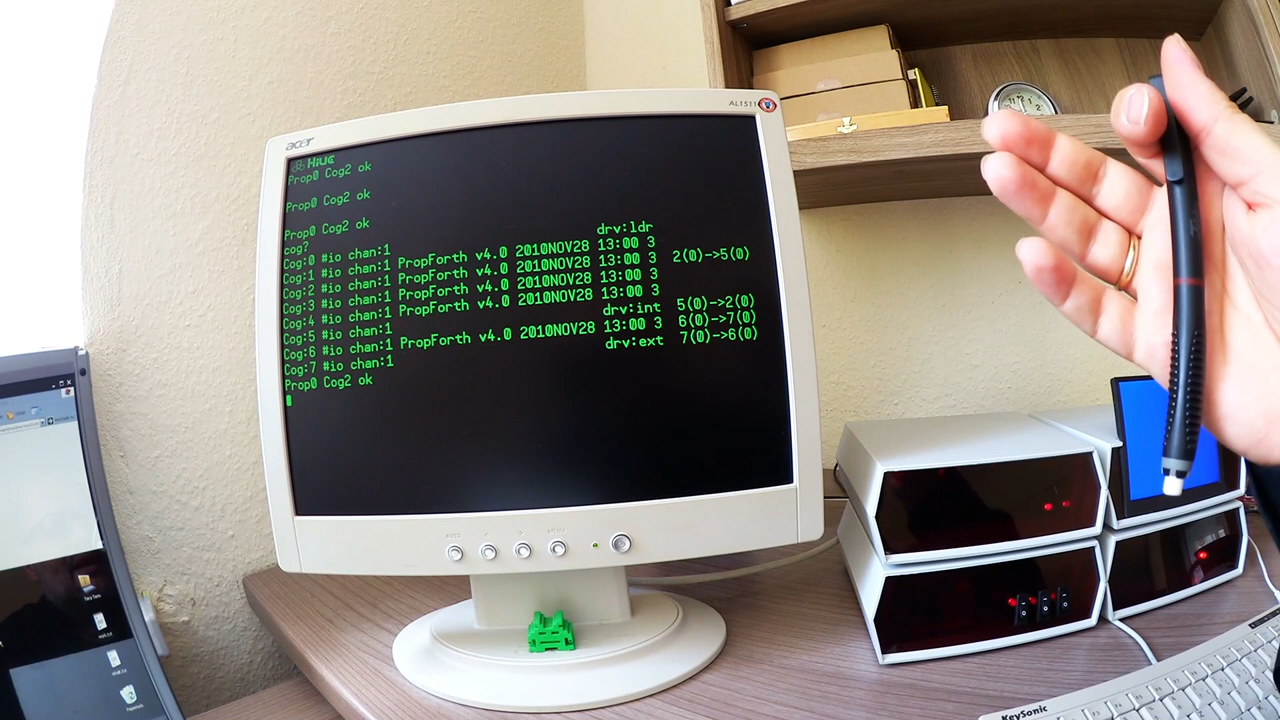 acer
AL1511
Hive
Prop0 Cog2 ok
Prop0 Cog2 ok
Prop0 Cog2 ok
cog?
Cog:0 #io chan:1 drv:ldr
Cog:1 #io chan:1 PropForth v4.0 2010NOV28 13:00 3
Cog:2 #io chan:1 PropForth v4.0 2010NOV28 13:00 3 2(0)->5(0)
Cog:3 #io chan:1 PropForth v4.0 2010NOV28 13:00 3
Cog:4 #io chan:1 PropForth v4.0 2010NOV28 13:00 3
Cog:5 #io chan:1 drv:int 5(0)->2(0)
Cog:6 #io chan:1 PropForth v4.0 2010NOV28 13:00 3 6(0)->7(0)
Cog:7 #io chan:1 drv:ext 7(0)->6(0)
Prop0 Cog2 ok
AUTO < > MENU
KeySonic